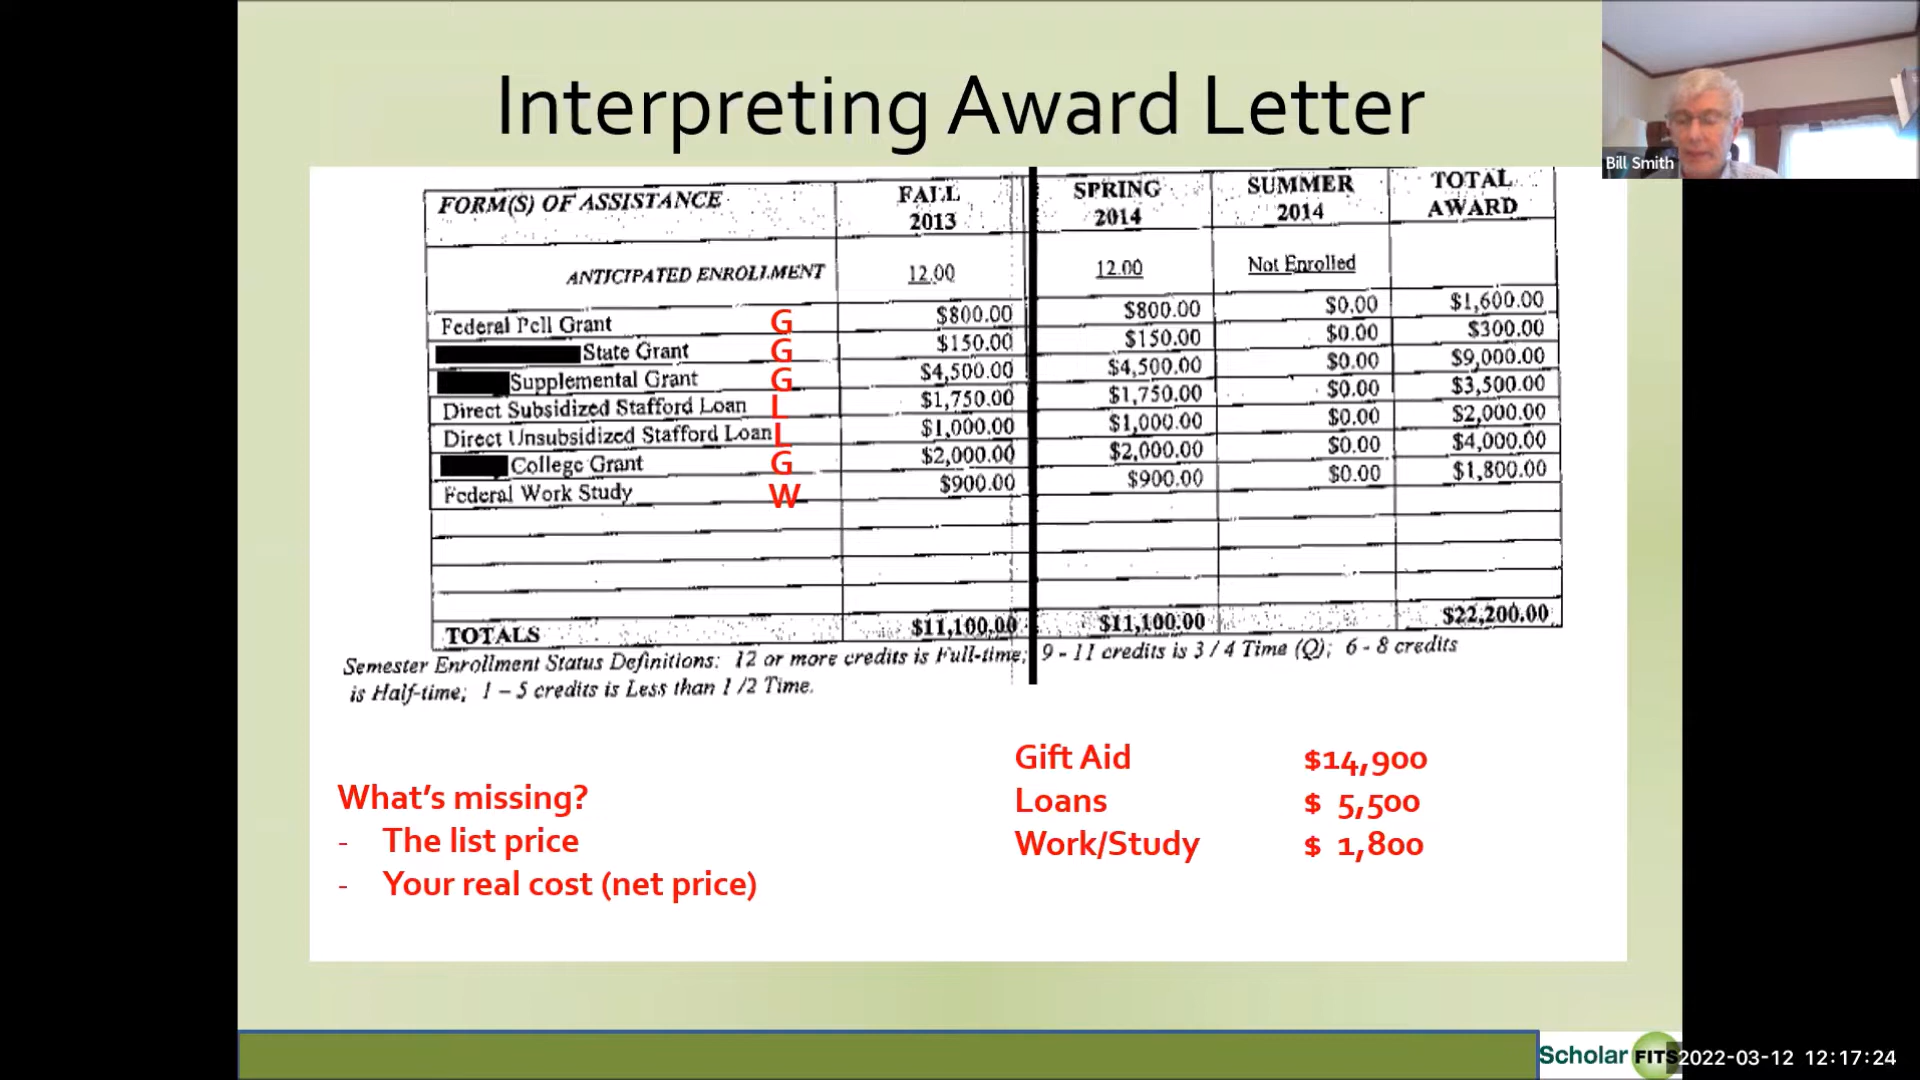 Interpreting Award Letter
Bill Smith
FORM(S) OF ASSISTANCE FALL 2013 SPRING 2014 SUMMER 2014 TOTAL AWARD
ANTICIPATED ENROLLMENT 12.00 12.00 Not Enrolled
Federal Pell Grant G $800.00 $800.00 $0.00 $1,600.00
State Grant G $150.00 $150.00 $0.00 $300.00
Supplemental Grant G $4,500.00 $4,500.00 $0.00 $9,000.00
Direct Subsidized Stafford Loan L $1,750.00 $1,750.00 $0.00 $3,500.00
Direct Unsubsidized Stafford Loan L $1,000.00 $1,000.00 $0.00 $2,000.00
College Grant G $2,000.00 $2,000.00 $0.00 $4,000.00
Federal Work Study W $900.00 $900.00 $0.00 $1,800.00
TOTALS $11,100.00 $11,100.00 $22,200.00
Semester Enrollment Status Definitions: 12 or more credits is Full-time; 9 - 11 credits is 3 / 4 Time (Q); 6 - 8 credits
is Half-time; 1 – 5 credits is Less than 1 /2 Time.
What's missing?
- The list price
- Your real cost (net price)
Gift Aid $14,900
Loans $ 5,500
Work/Study $ 1,800
Scholar FITS
2022-03-12 12:17:24